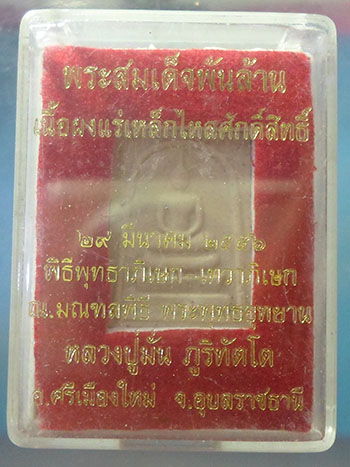 พระสมเด็จพันล้าน
เนื้อผงแร่เหล็กไหลศักดิ์สิทธิ์
๒๙ มีนาคม ๒๕๕๖
พิธีพุทธาภิเษก-เทวาภิเษก
ณ.มณฑลพิธี พระพุทธอุทยาน
หลวงปู่มั่น ภูริทัตโต
อ.ศรีเมืองใหม่ จ.อุบลราชธานี